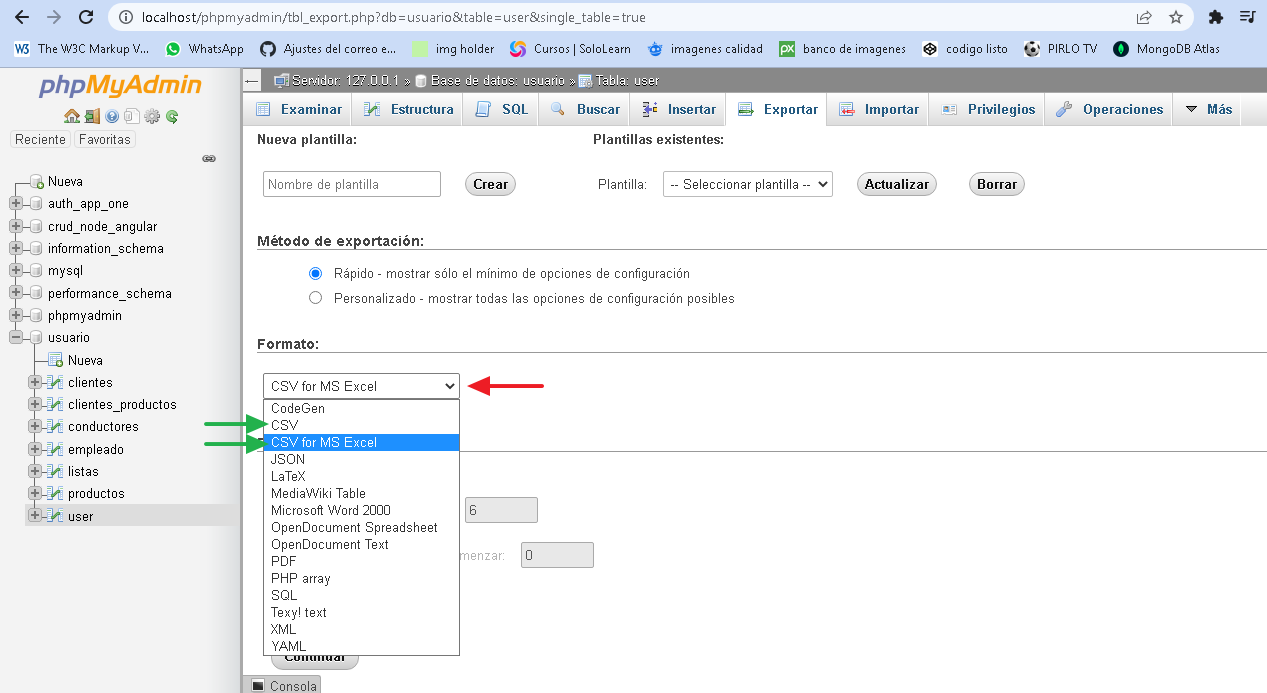 localhost/phpmyadmin/tbl_export.php?db=usuario&table=user&single_table=true
The W3C Markup V... WhatsApp Ajustes del correo e... img holder Cursos | SoloLearn imagenes calidad banco de imagenes codigo listo PIRLO TV MongoDB Atlas
phpMyAdmin
Reciente Favoritas
Nueva
auth_app_one
crud_node_angular
information_schema
mysql
performance_schema
phpmyadmin
usuario
Nueva
clientes
clientes_productos
conductores
empleado
listas
productos
user
Servidor: 127.0.0.1 » Base de datos: usuario » Tabla: user
Examinar Estructura SQL Buscar Insertar Exportar Importar Privilegios Operaciones Más
Nueva plantilla: Plantillas existentes:
Nombre de plantilla Crear Plantilla: -- Seleccionar plantilla -- Actualizar Borrar
Método de exportación:
Rápido - mostrar sólo el mínimo de opciones de configuración
Personalizado - mostrar todas las opciones de configuración posibles
Formato:
CSV for MS Excel
CodeGen
CSV
CSV for MS Excel
JSON
LaTeX
MediaWiki Table
Microsoft Word 2000
6
OpenDocument Spreadsheet
OpenDocument Text
menzar: 0
PDF
PHP array
SQL
Texy! text
XML
YAML
Continuar
Consola